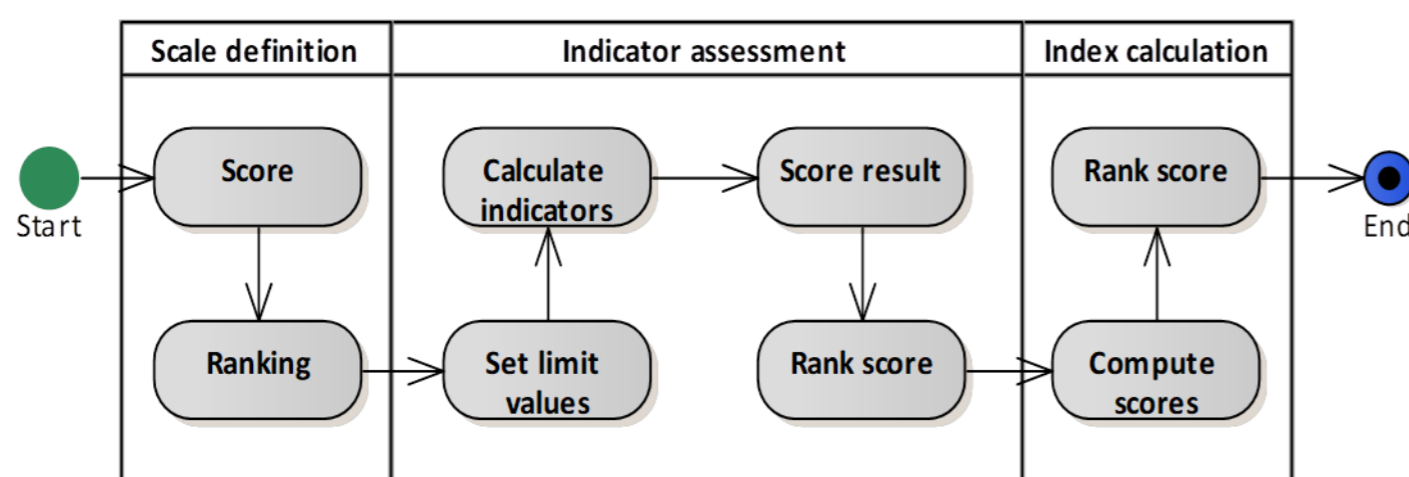 Scale definition
Indicator assessment
Index calculation
Start
Score
Ranking
Set limit
values
Calculate
indicators
Score result
Rank score
Compute
scores
Rank score
End